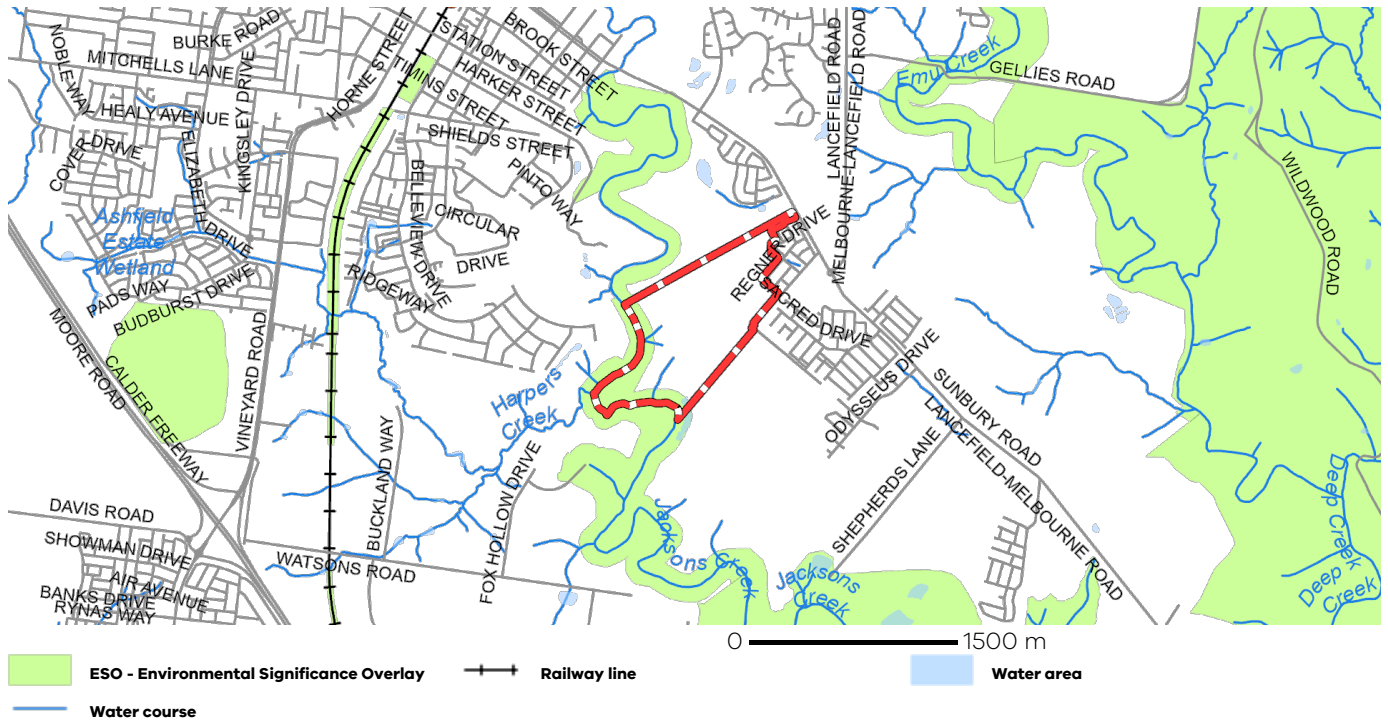 BURKE ROAD
NOBLEWAY
MITCHELLS LANE
HORNE STREET
STATION STREET
BROOK STREET
HARKER STREET
TIMINS STREET
LANCEFIELD ROAD
MELBOURNE-LANCEFIELD ROAD
Emu Creek
GELLIES ROAD
HEALY AVENUE
KINGSLEY DRIVE
SHIELDS STREET
COVER DRIVE
ELIZABETH DRIVE
PINTO WAY
BELLEVIEW DRIVE
CIRCULAR
DRIVE
WILDWOOD ROAD
Ashfield
Estate
Wetland
REGNER DRIVE
RIDGEWAY
PADS WAY
BUDBURST DRIVE
SACRED DRIVE
MOORE ROAD
CALDER FREEWAY
VINEYARD ROAD
ODYSSEUS DRIVE
SUNBURY ROAD
Harpers
Creek
LANCEFIELD-MELBOURNE ROAD
BUCKLAND WAY
FOX HOLLOW DRIVE
SHEPHERDS LANE
Deep Creek
DAVIS ROAD
Jacksons Creek
SHOWMAN DRIVE
WATSONS ROAD
AIR AVENUE
Jacksons
Creek
Deep
Creek
BANKS DRIVE
RYNAS WAY
0 1500 m
ESO - Environmental Significance Overlay
Railway line
Water area
Water course